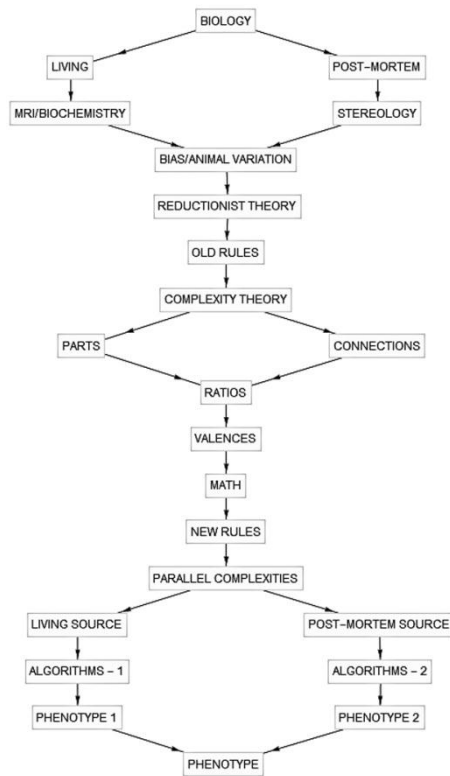 BIOLOGY
LIVING
POST-MORTEM
MRI/BIOCHEMISTRY
STEREOLOGY
BIAS/ANIMAL VARIATION
REDUCTIONIST THEORY
OLD RULES
COMPLEXITY THEORY
PARTS
CONNECTIONS
RATIOS
VALENCES
MATH
NEW RULES
PARALLEL COMPLEXITIES
LIVING SOURCE
POST-MORTEM SOURCE
ALGORITHMS - 1
ALGORITHMS - 2
PHENOTYPE 1
PHENOTYPE 2
PHENOTYPE